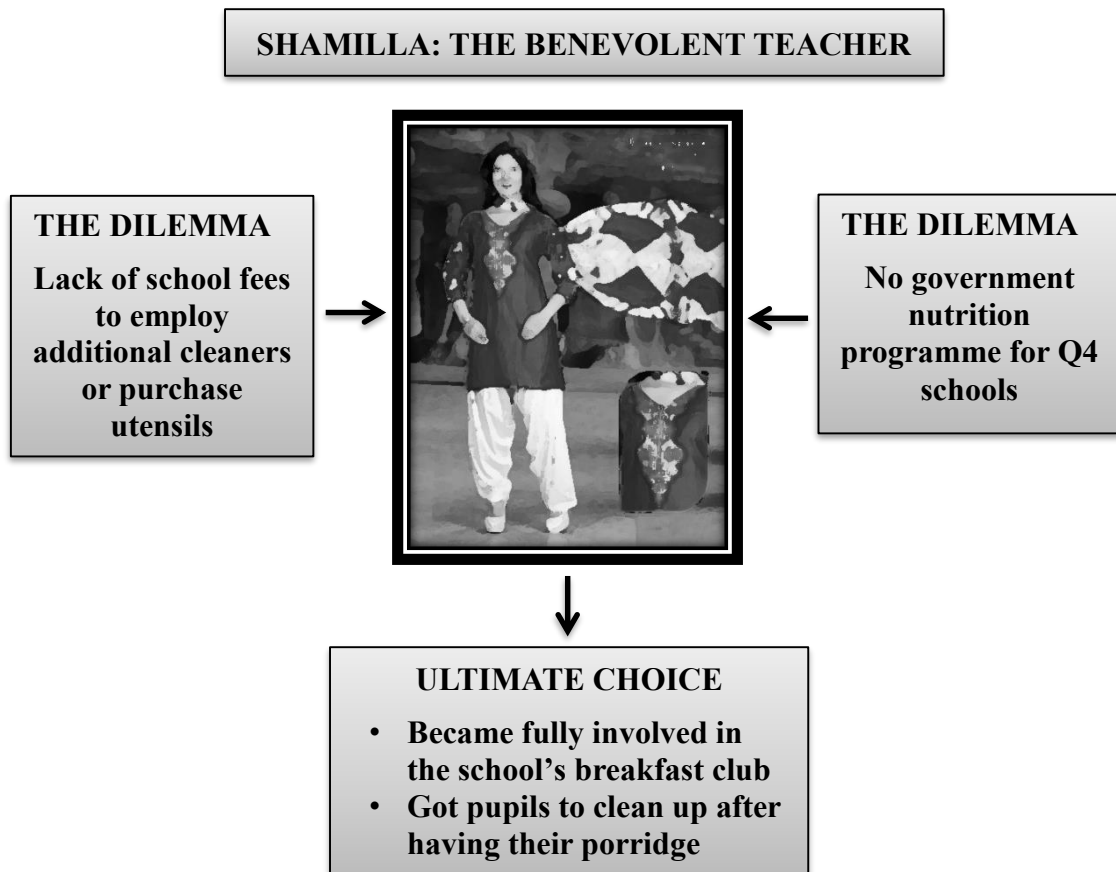 SHAMILLA: THE BENEVOLENT TEACHER
THE DILEMMA
Lack of school fees
to employ
additional cleaners
or purchase
utensils
THE DILEMMA
No government
nutrition
programme for Q4
schools
ULTIMATE CHOICE
• Became fully involved in
the school’s breakfast club
• Got pupils to clean up after
having their porridge